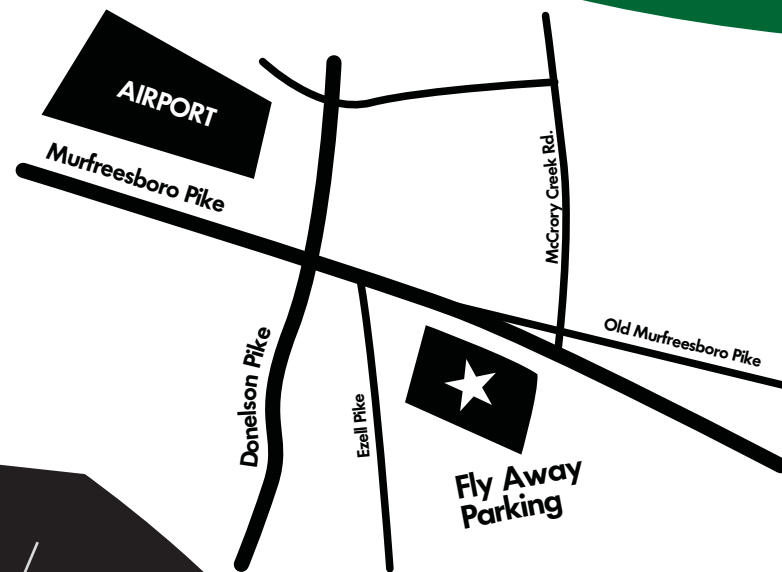 AIRPORT
Murfreesboro Pike
McCrory Creek Rd.
Old Murfreesboro Pike
Donelson Pike
Ezell Pike
Fly Away
Parking